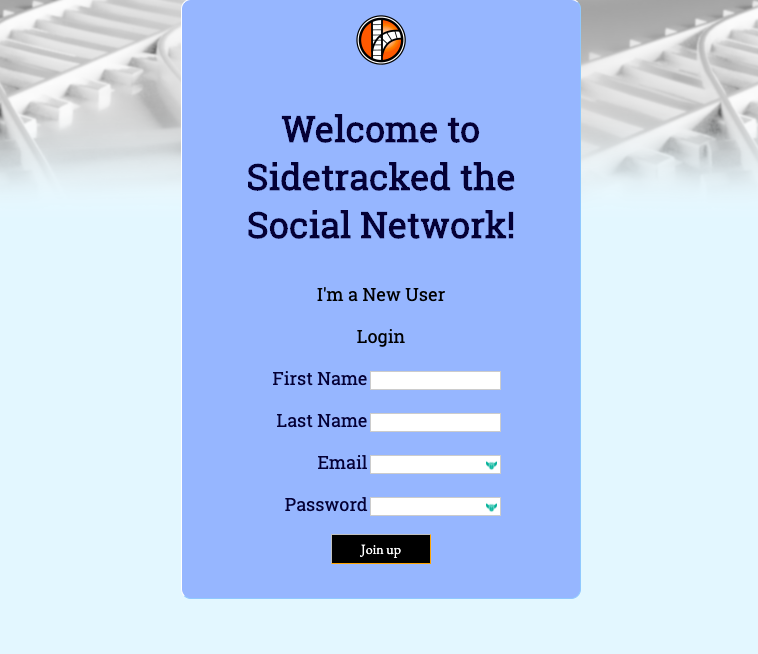 Welcome to
Sidetracked the
Social Network!
I'm a New User
Login
First Name
Last Name
Email
Password
Join up